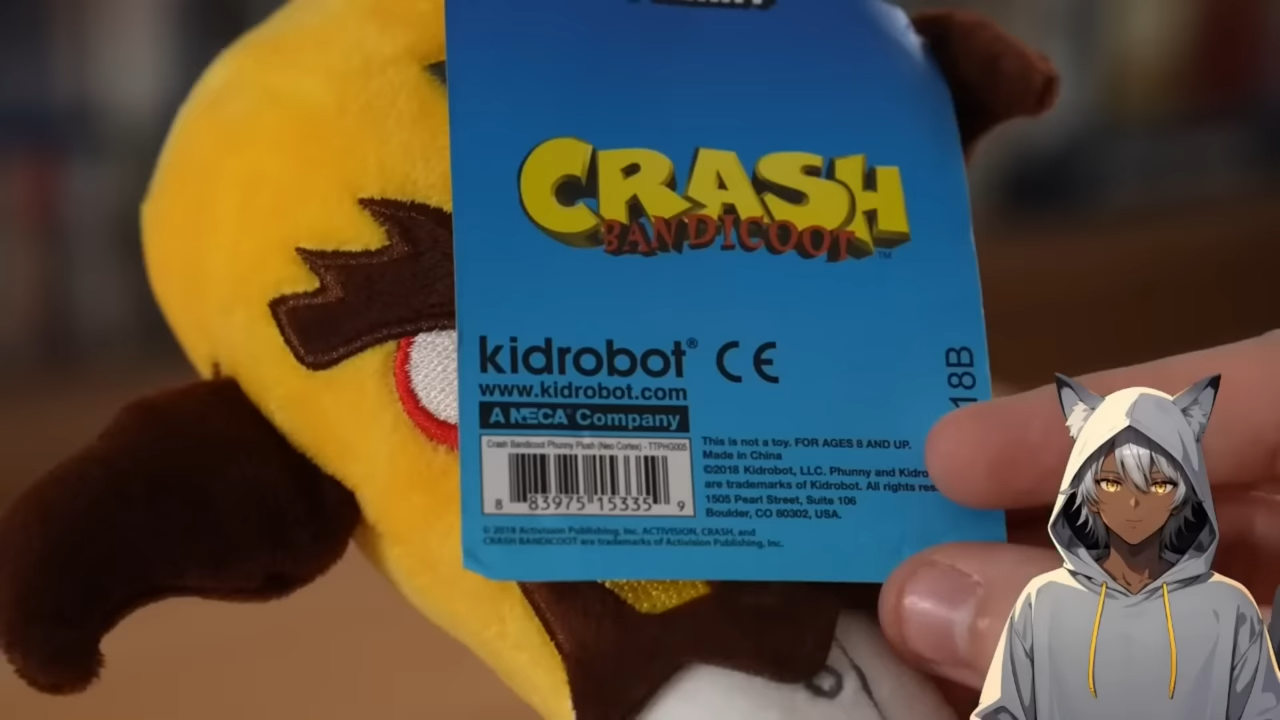 CRASH
BANDICOOT™
kidrobot® CE
www.kidrobot.com
A NECA® Company
Crash Bandicoot Phunny Plush (Neo Cortex) - TTPHG005
8 83975 15335 9
This is not a toy. FOR AGES 8 AND UP.
Made in China
©2018 Kidrobot, LLC. Phunny and
are trademarks of Kidrobot. All rights
1505 Pearl Street, Suite 106
Boulder, CO 80302, USA.
© 2018 Activision Publishing, Inc. ACTIVISION, CRASH, and
CRASH BANDICOOT are trademarks of Activision Publishing, Inc.
18B